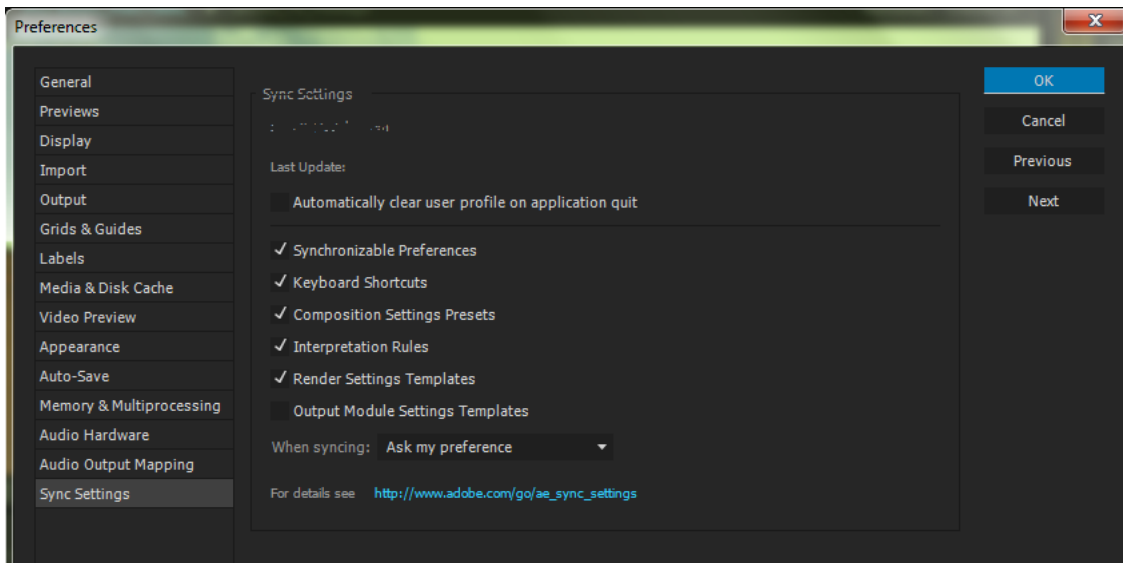 Preferences
General
Previews
Display
Import
Output
Grids & Guides
Labels
Media & Disk Cache
Video Preview
Appearance
Auto-Save
Memory & Multiprocessing
Audio Hardware
Audio Output Mapping
Sync Settings
Sync Settings
Last Update:
Automatically clear user profile on application quit
Synchronizable Preferences
Keyboard Shortcuts
Composition Settings Presets
Interpretation Rules
Render Settings Templates
Output Module Settings Templates
When syncing: Ask my preference
For details see http://www.adobe.com/go/ae_sync_settings
OK
Cancel
Previous
Next